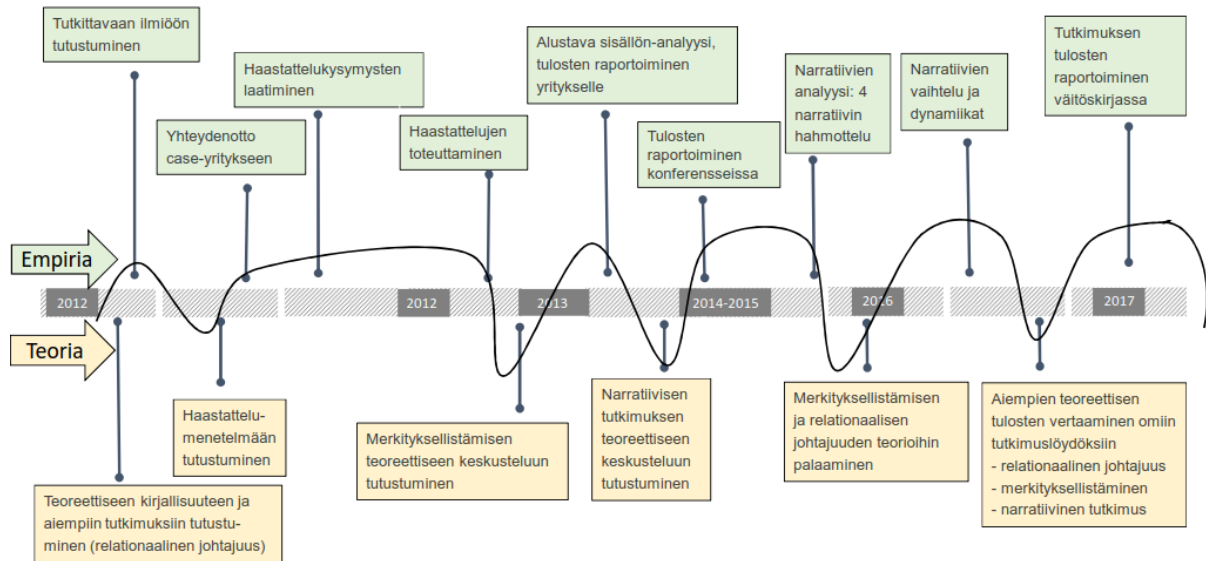 Tutkittavaan ilmiöön
tutustuminen
Haastattelukysymysten
laatiminen
Yhteydenotto
case-yritykseen
Haastattelujen
toteuttaminen
Alustava sisällön-analyysi,
tulosten raportoiminen
yritykselle
Tulosten
raportoiminen
konferensseissa
Narratiivien
analyysi: 4
narratiivin
hahmottelu
Narratiivien
vaihtelu ja
dynamiikat
Tutkimuksen
tulosten
raportoiminen
väitöskirjassa
Empiria
2012
2012
2013
2014-2015
2016
2017
Teoria
Teoreettiseen kirjallisuuteen ja
aiempiin tutkimuksiin tutustu-
minen (relationaalinen johtajuus)
Haastattelu-
menetelmään
tutustuminen
Merkityksellistämisen
teoreettiseen keskusteluun
tutustuminen
Narratiivisen
tutkimuksen
teoreettiseen
keskusteluun
tutustuminen
Merkityksellistämisen
ja relationaalisen
johtajuuden teorioihin
palaaminen
Aiempien teoreettisen
tulosten vertaaminen omiin
tutkimuslöydöksiin
- relationaalinen johtajuus
- merkityksellistäminen
- narratiivinen tutkimus